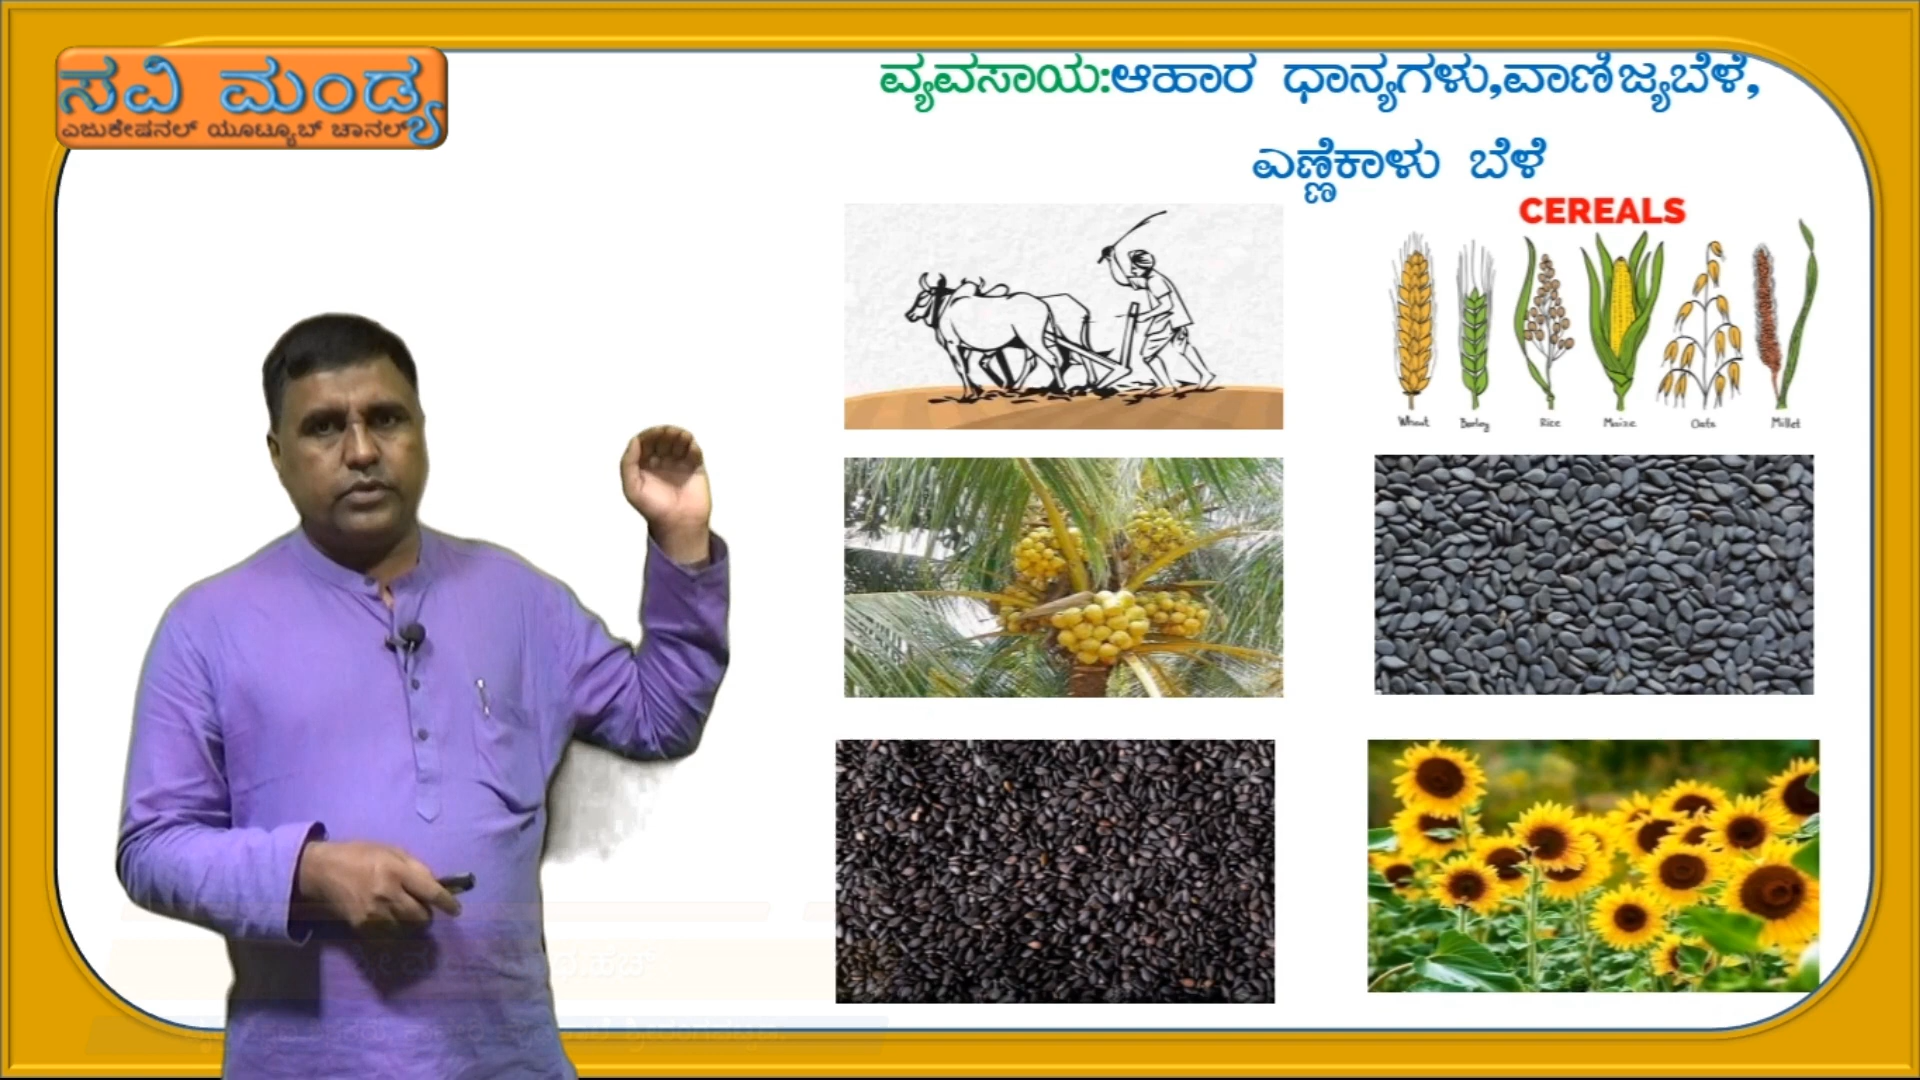 ಸವಿ ಮಂಡ್ಯ
ಎಜುಕೇಷನಲ್ ಯೂಟ್ಯೂಬ್ ಚಾನಲ್
ವ್ಯವಸಾಯ:ಆಹಾರ ಧಾನ್ಯಗಳು,ವಾಣಿಜ್ಯಬೆಳೆ,
ಎಣ್ಣೆಕಾಳು ಬೆಳೆ
CEREALS
Wheat Barley Rice Maize Oats Millet